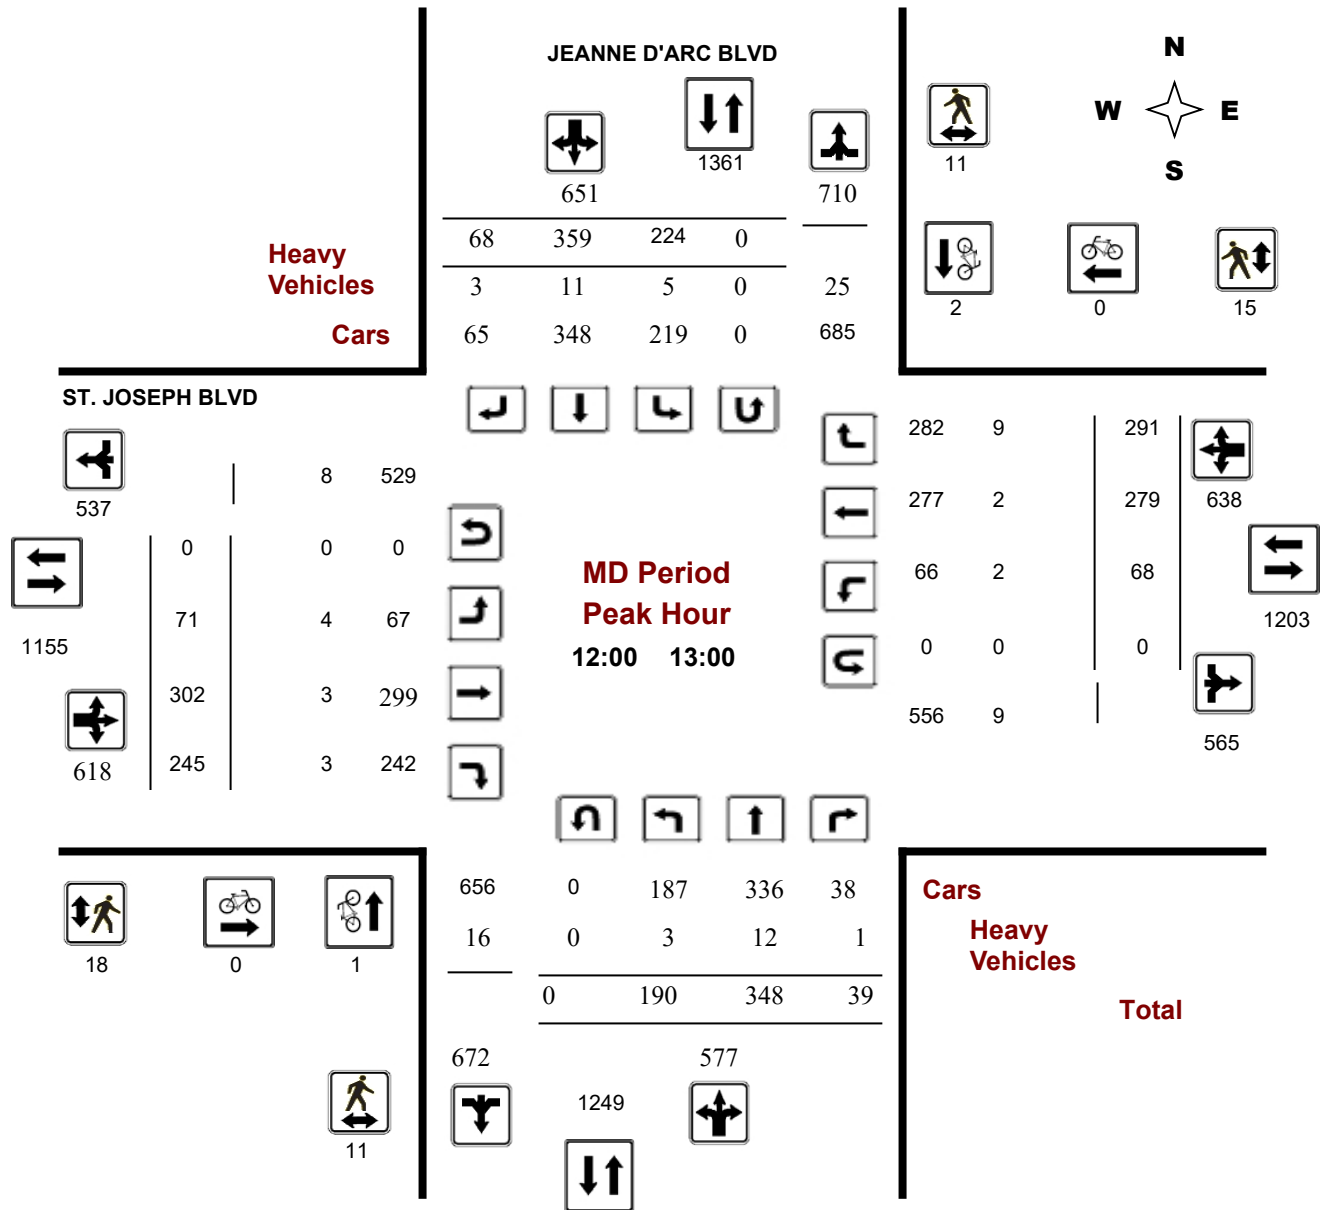 JEANNE D'ARC BLVD
N
W E
S
1361
11
651
710
68 359 224 0
Heavy
Vehicles
3 11 5 0 25
Cars
65 348 219 0 685
2 0 15
ST. JOSEPH BLVD
282 9 291
8 529
537
277 2 279 638
0 0 0
MD Period
Peak Hour
12:00 13:00
66 2 68
71 4 67
1155
1203
0 0 0
302 3 299
556 9
565
618
245 3 242
656 0 187 336 38
Cars
16 0 3 12 1
Heavy
Vehicles
18 0 1
0 190 348 39
Total
672 577
1249
11